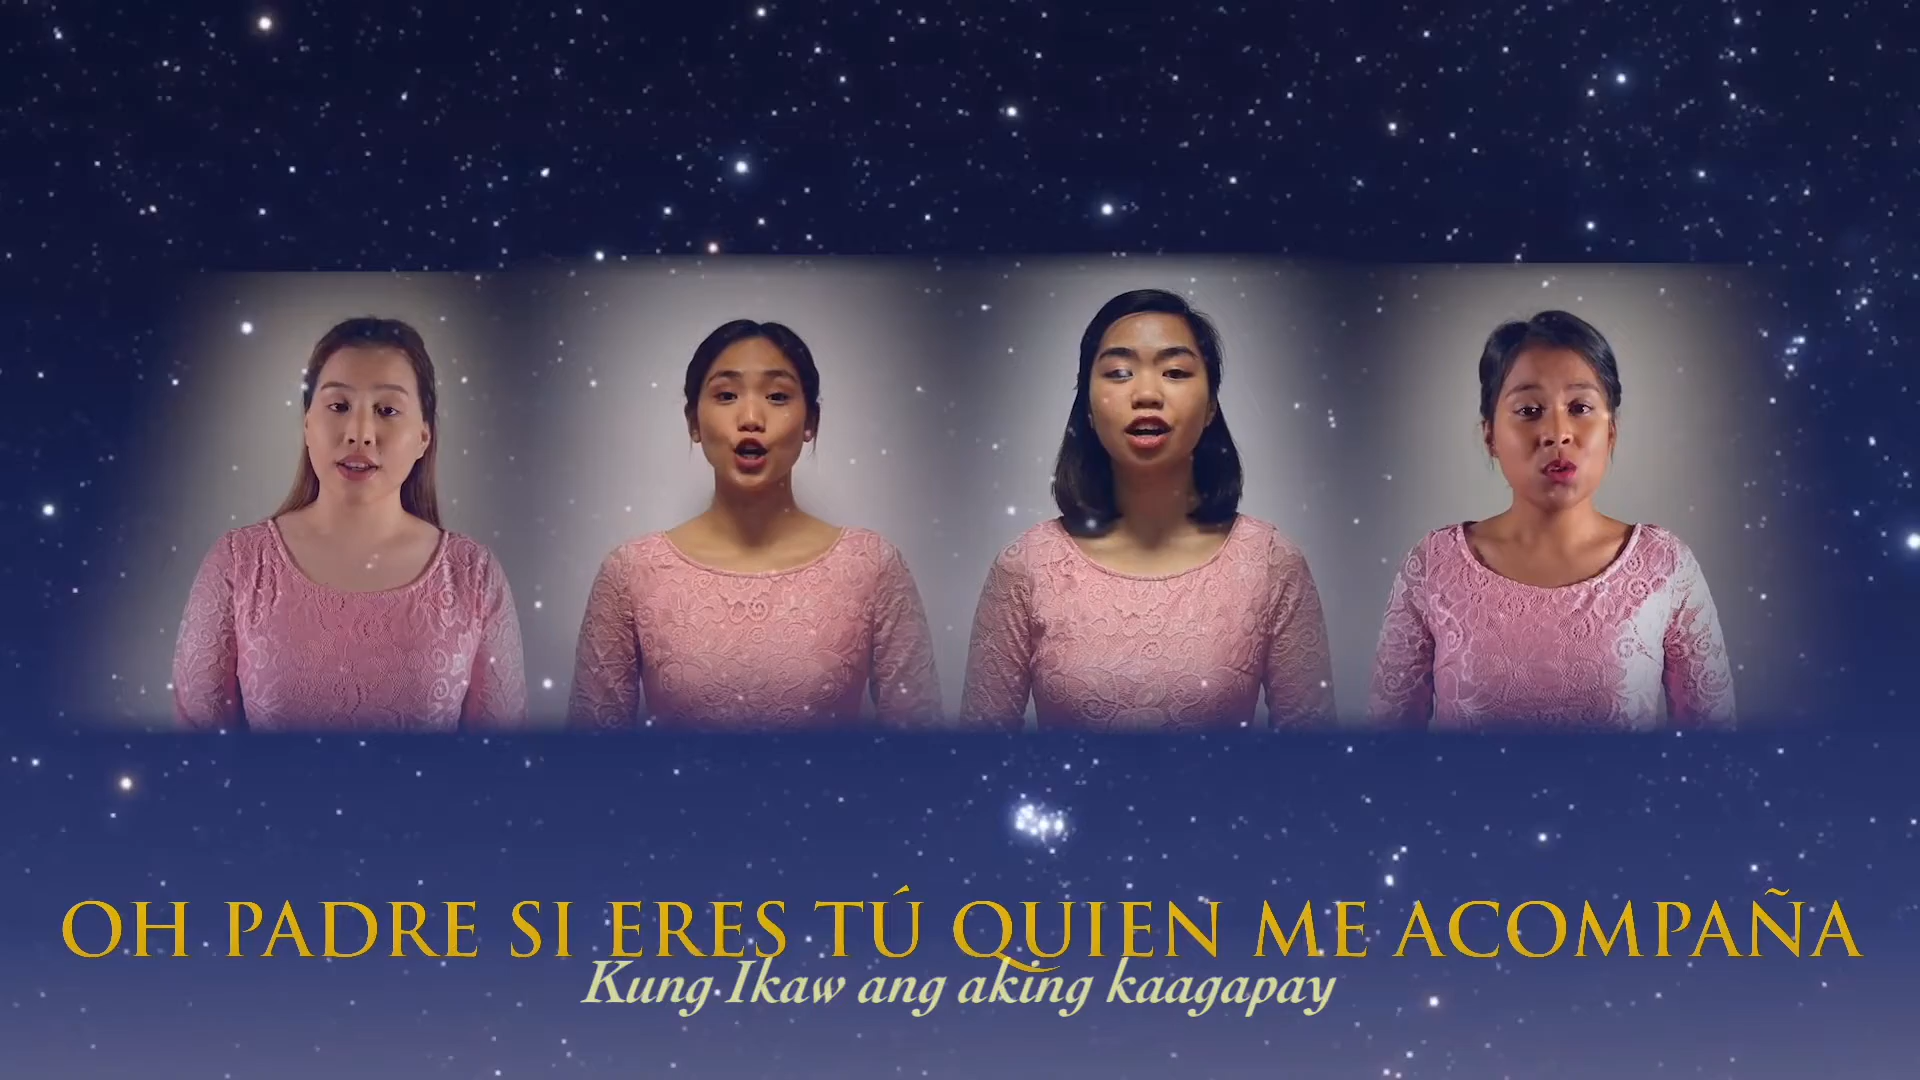 OH PADRE SI ERES TÚ QUIEN ME ACOMPAÑA
Kung Ikaw ang aking kaagapay